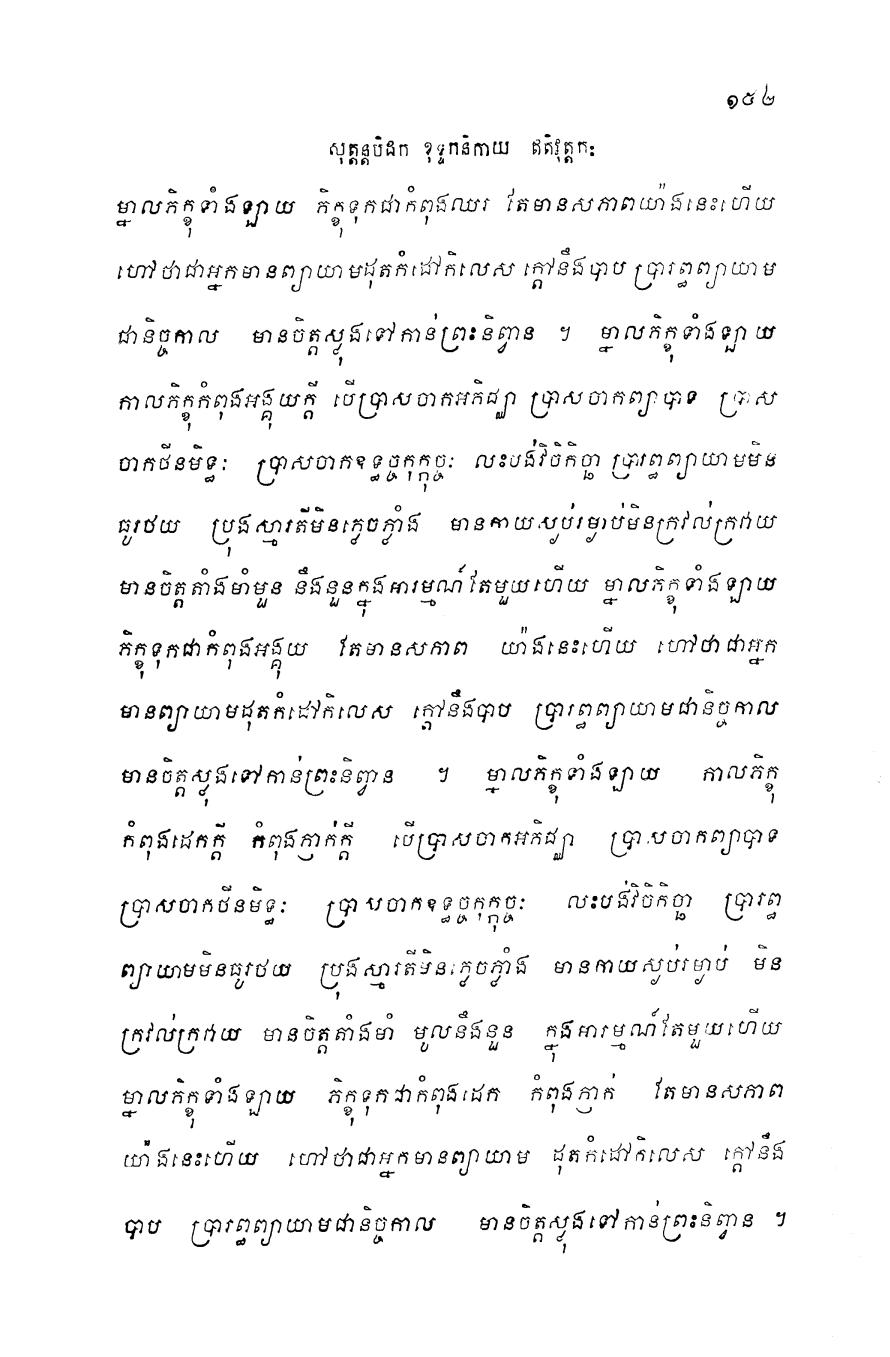 ១៥២
សុត្តន្តបិដក ខុទ្ទកនិកាយ ឥតិវុត្តកៈ
ម្នាលភិក្ខុទាំងឡាយ ភិក្ខុទុកជាកំពុងឈរ តែមានសភាពយ៉ាងនេះហើយ
ហៅថាជាអ្នកមានព្យាយាមដុតកំដៅកិលេស ក្តៅនឹងបាប ប្រារព្ធព្យាយាម
ជានិច្ចកាល មានចិត្តស្លុងទៅកាន់ព្រះនិព្វាន ។ ម្នាលភិក្ខុទាំងឡាយ
កាលភិក្ខុកំពុងអង្គុយក្តី បើប្រាសចាកអភិជ្ឈា ប្រាសចាកព្យាបាទ ប្រាស
ចាកថីនមិទ្ធៈ ប្រាសចាកឧទ្ធច្ចកុក្កុច្ចៈ លះបង់វិចិកិច្ឆា ប្រារព្ធព្យាយាមមិន
ធូរថយ ប្រុងស្មារតីមិនភ្លេចភ្លាំង មានកាយស្ងប់រម្ងាប់មិនក្រវល់ក្រវាយ
មានចិត្តតាំងមាំមួន នឹងនួនក្នុងអារម្មណ៍តែមួយហើយ ម្នាលភិក្ខុទាំងឡាយ
ភិក្ខុទុកជាកំពុងអង្គុយ តែមានសភាព យ៉ាងនេះហើយ ហៅថាជាអ្នក
មានព្យាយាមដុតកំដៅកិលេស ក្តៅនឹងបាប ប្រារព្ធព្យាយាមជានិច្ចកាល
មានចិត្តស្លុងទៅកាន់ព្រះនិព្វាន ។ ម្នាលភិក្ខុទាំងឡាយ កាលភិក្ខុ
កំពុងដេកក្តី កំពុងភ្ញាក់ក្តី បើប្រាសចាកអភិជ្ឈា ប្រាសចាកព្យាបាទ
ប្រាសចាកថីនមិទ្ធៈ ប្រាសចាកឧទ្ធច្ចកុក្កុច្ចៈ លះបង់វិចិកិច្ឆា ប្រារព្ធ
ព្យាយាមមិនធូរថយ ប្រុងស្មារតីមិនភ្លេចភ្លាំង មានកាយស្ងប់រម្ងាប់ មិន
ក្រវល់ក្រវាយ មានចិត្តតាំងមាំ មូលនឹងនួន ក្នុងអារម្មណ៍តែមួយហើយ
ម្នាលភិក្ខុទាំងឡាយ ភិក្ខុទុកជាកំពុងដេក កំពុងភ្ញាក់ តែមានសភាព
យ៉ាងនេះហើយ ហៅថាជាអ្នកមានព្យាយាម ដុតកំដៅកិលេស ក្តៅនឹង
បាប ប្រារព្ធព្យាយាមជានិច្ចកាល មានចិត្តស្លុងទៅកាន់ព្រះនិព្វាន ។